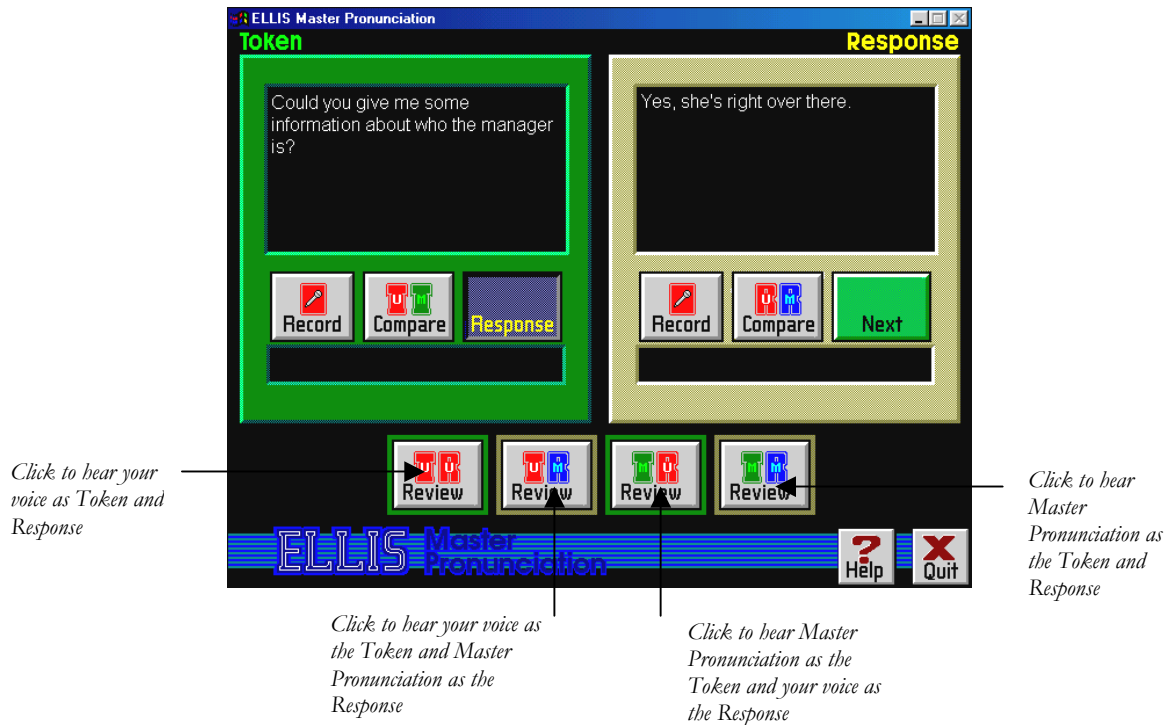 ELLIS Master Pronunciation
Token
Response
Could you give me some
information about who the manager
is?
Yes, she's right over there.
Record
U M
Compare
Response
Record
U M
Compare
Next
U U
Review
U M
Review
M U
Review
M M
Review
Click to hear your
voice as Token and
Response
Click to hear
Master
Pronunciation as
the Token and
Response
ELLIS Master
Pronunciation
?
Help
X
Quit
Click to hear your voice as
the Token and Master
Pronunciation as the
Response
Click to hear Master
Pronunciation as the
Token and your voice as
the Response